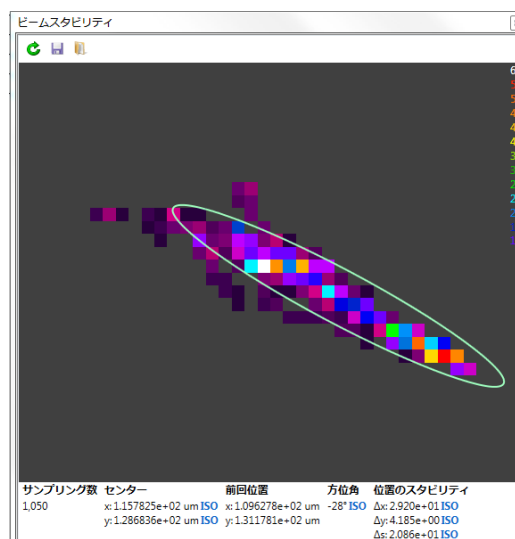 ビームスタビリティ
サンプリング数 センター 前回位置 方位角 位置のスタビリティ
1,050 x:1.157825e+02 um ISO x:1.096278e+02 um -28° ISO Δx:2.920e+01 ISO
y:1.286836e+02 um ISO y:1.311781e+02 um Δy:4.185e+00 ISO
Δs:2.086e+01 ISO